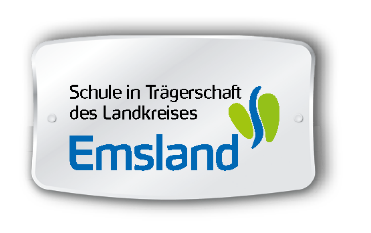 Schule in Trägerschaft
des Landkreises
Emsland